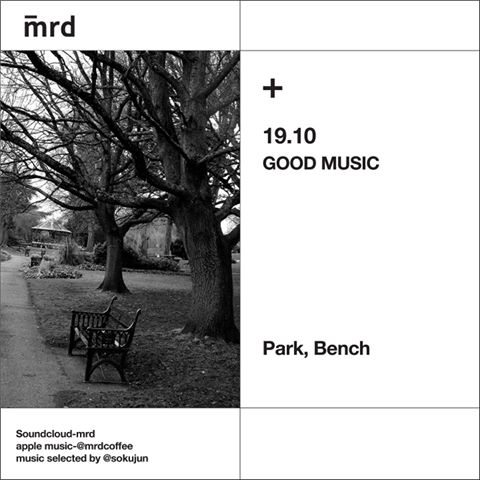 m̄rd
+
19.10
GOOD MUSIC
Park, Bench
Soundcloud-mrd
apple music-@mrdcoffee
music selected by @sokujun